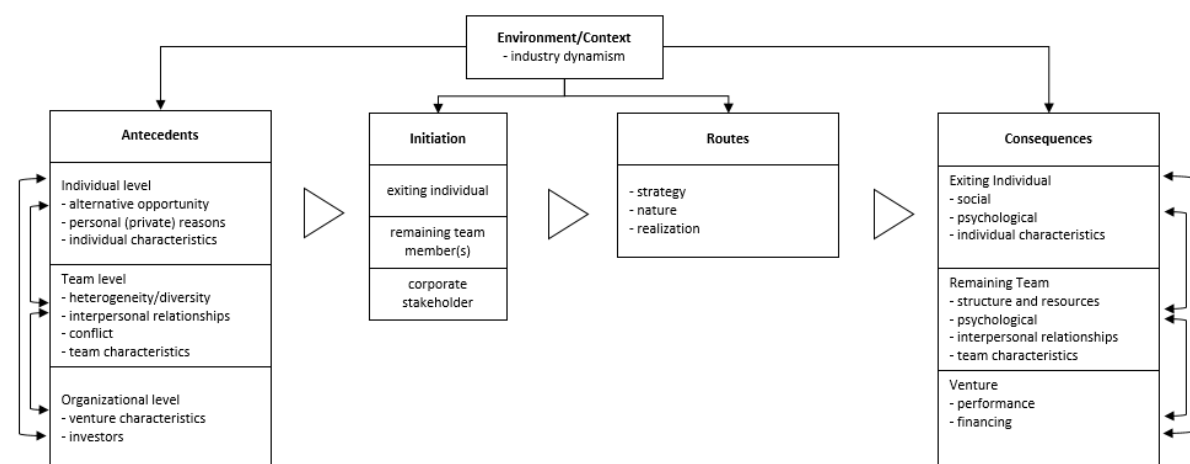 Environment/Context
- industry dynamism
Antecedents
Individual level
- alternative opportunity
- personal (private) reasons
- individual characteristics
Team level
- heterogeneity/diversity
- interpersonal relationships
- conflict
- team characteristics
Organizational level
- venture characteristics
- investors
Initiation
exiting individual
remaining team
member(s)
corporate
stakeholder
Routes
- strategy
- nature
- realization
Consequences
Exiting Individual
- social
- psychological
- individual characteristics
Remaining Team
- structure and resources
- psychological
- interpersonal relationships
- team characteristics
Venture
- performance
- financing